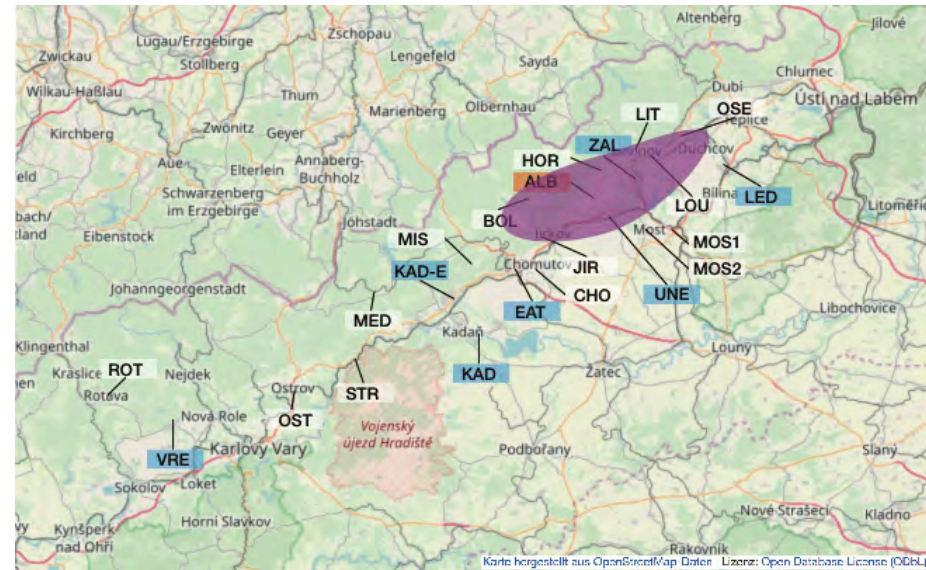 Altenberg
Jílové
Zschopau
Lugau/Erzgebirge
Zwickau
Stollberg
Lengefeld
Sayda
Chlumec
Dubí
Wilkau-Haßlau
Thum
Marienberg
Olbernhau
Ústí nad Labem
LIT
OSE
Teplice
Kirchberg
Zwönitz
Geyer
ZAL
Duchcov
HOR
Aue
Elterlein
Annaberg-
Buchholz
ALB
Schwarzenberg
im Erzgebirge
Bílina
LED
LOU
Litoměřic
BOL
Jöhstadt
Eibenstock
Jirkov
Most
MIS
MOS1
Chomutov
JIR
MOS2
KAD-E
CHO
UNE
Johanngeorgenstadt
EAT
Libochovice
MED
Kadaň
Klingenthal
Louny
ROT
Kraslice
Nejdek
KAD
Žatec
Rotava
Ostrov
STR
Nová Role
OST
Vojenský
újezd Hradiště
Karlovy Vary
Podbořany
Slaný
VRE
Sokolov
Loket
Nové Strašecí
Kladno
Horní Slavkov
Kynšperk
nad Ohří
Rakovník
Karte hergestellt aus OpenStreetMap-Daten | Lizenz: Open Database License (ODbL)